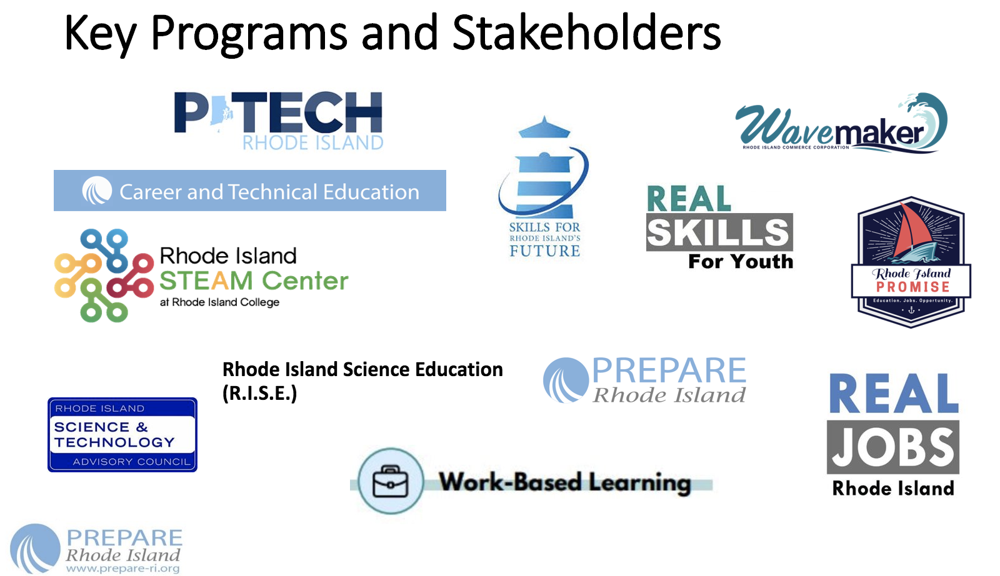 Key Programs and Stakeholders
P TECH
RHODE ISLAND
Career and Technical Education
Rhode Island
STEAM Center
at Rhode Island College
SKILLS FOR
RHODE ISLAND'S
FUTURE
Wavemaker
RHODE ISLAND COMMERCE CORPORATION
REAL
SKILLS
For Youth
Rhode Island
PROMISE
Education. Jobs. Opportunity.
Rhode Island Science Education
(R.I.S.E.)
PREPARE
Rhode Island
RHODE ISLAND
SCIENCE &
TECHNOLOGY
ADVISORY COUNCIL
REAL
JOBS
Rhode Island
Work-Based Learning
PREPARE
Rhode Island
www.prepare-ri.org